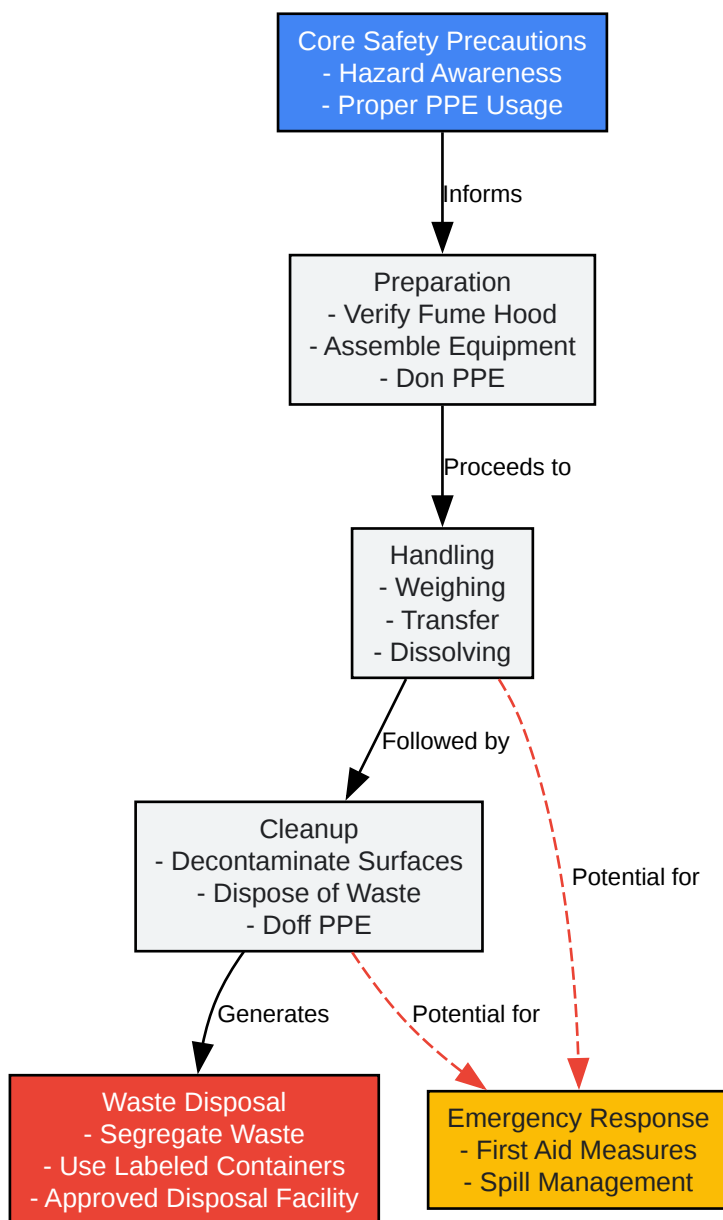 Core Safety Precautions
- Hazard Awareness
- Proper PPE Usage
Informs
Preparation
- Verify Fume Hood
- Assemble Equipment
- Don PPE
Proceeds to
Handling
- Weighing
- Transfer
- Dissolving
Followed by
Cleanup
- Decontaminate Surfaces
- Dispose of Waste
- Doff PPE
Potential for
Generates
Potential for
Waste Disposal
- Segregate Waste
- Use Labeled Containers
- Approved Disposal Facility
Emergency Response
- First Aid Measures
- Spill Management